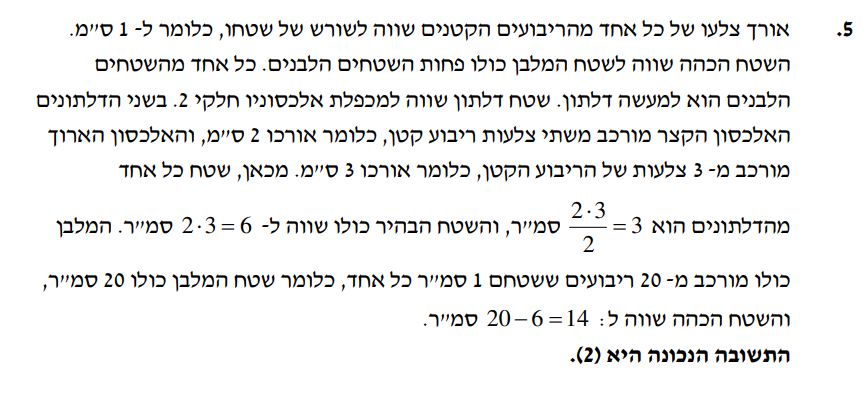 5. אורך צלעו של כל אחד מהריבועים הקטנים שווה לשורש של שטחו, כלומר ל- 1 ס״מ.
השטח הכהה שווה לשטח המלבן כולו פחות השטחים הלבנים. כל אחד מהשטחים
הלבנים הוא למעשה דלתון. שטח דלתון שווה למכפלת אלכסוניו חלקי 2. בשני הדלתונים
האלכסון הקצר מורכב משתי צלעות ריבוע קטן, כלומר אורכו 2 ס״מ, והאלכסון הארוך
מורכב מ- 3 צלעות של הריבוע הקטן, כלומר אורכו 3 ס״מ. מכאן, שטח כל אחד
מהדלתונים הוא $\frac{2 \cdot 3}{2} = 3$ סמ״ר, והשטח הבהיר כולו שווה ל- $2 \cdot 3 = 6$ סמ״ר. המלבן
כולו מורכב מ- 20 ריבועים ששטחם 1 סמ״ר כל אחד, כלומר שטח המלבן כולו 20 סמ״ר,
והשטח הכהה שווה ל: $20 - 6 = 14$ סמ״ר.
התשובה הנכונה היא (2).